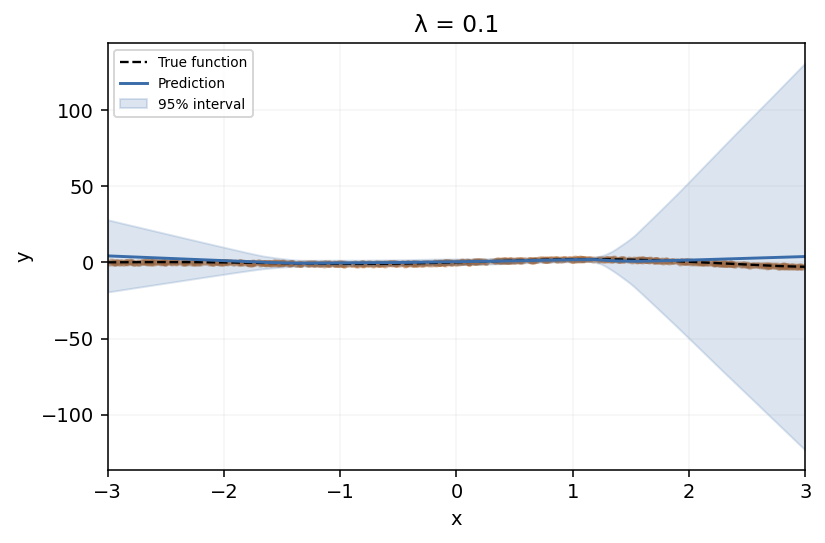 λ = 0.1
True function
Prediction
95% interval
100
50
0
−50
−100
y
−3 −2 −1 0 1 2 3
x